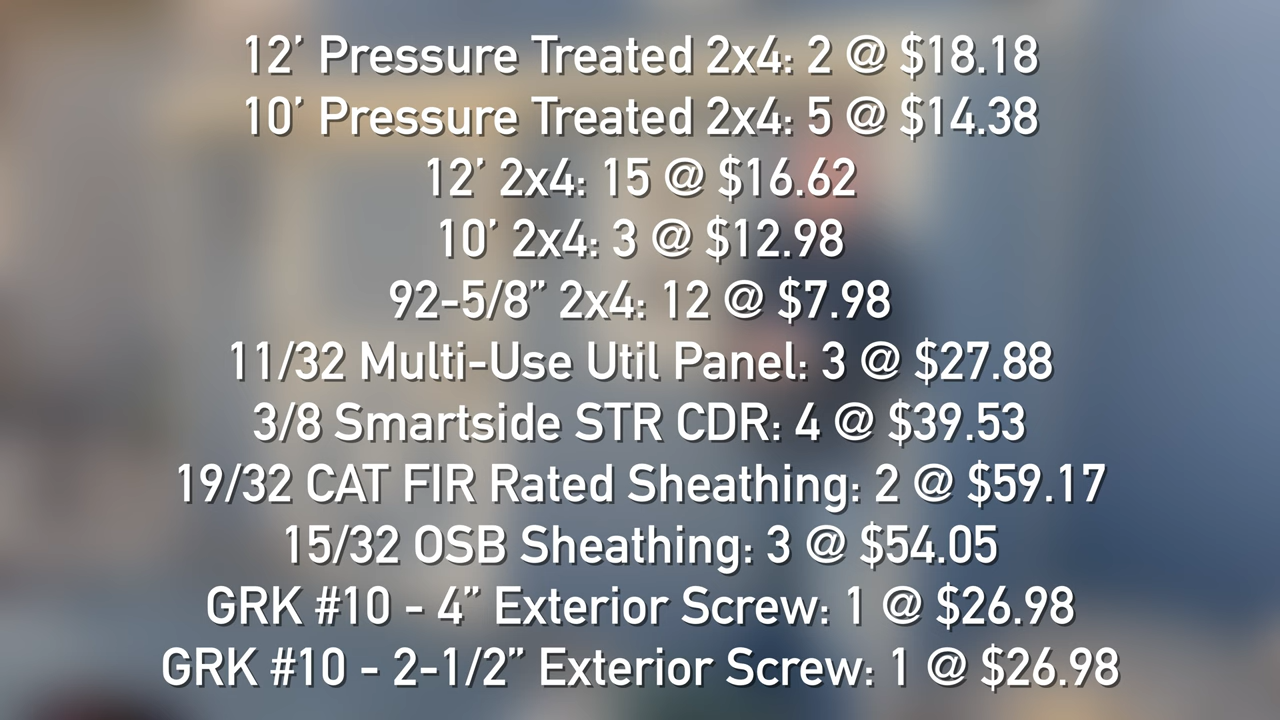 12’ Pressure Treated 2x4: 2 @ $18.18
10’ Pressure Treated 2x4: 5 @ $14.38
12’ 2x4: 15 @ $16.62
10’ 2x4: 3 @ $12.98
92-5/8” 2x4: 12 @ $7.98
11/32 Multi-Use Util Panel: 3 @ $27.88
3/8 Smartside STR CDR: 4 @ $39.53
19/32 CAT FIR Rated Sheathing: 2 @ $59.17
15/32 OSB Sheathing: 3 @ $54.05
GRK #10 - 4” Exterior Screw: 1 @ $26.98
GRK #10 - 2-1/2” Exterior Screw: 1 @ $26.98